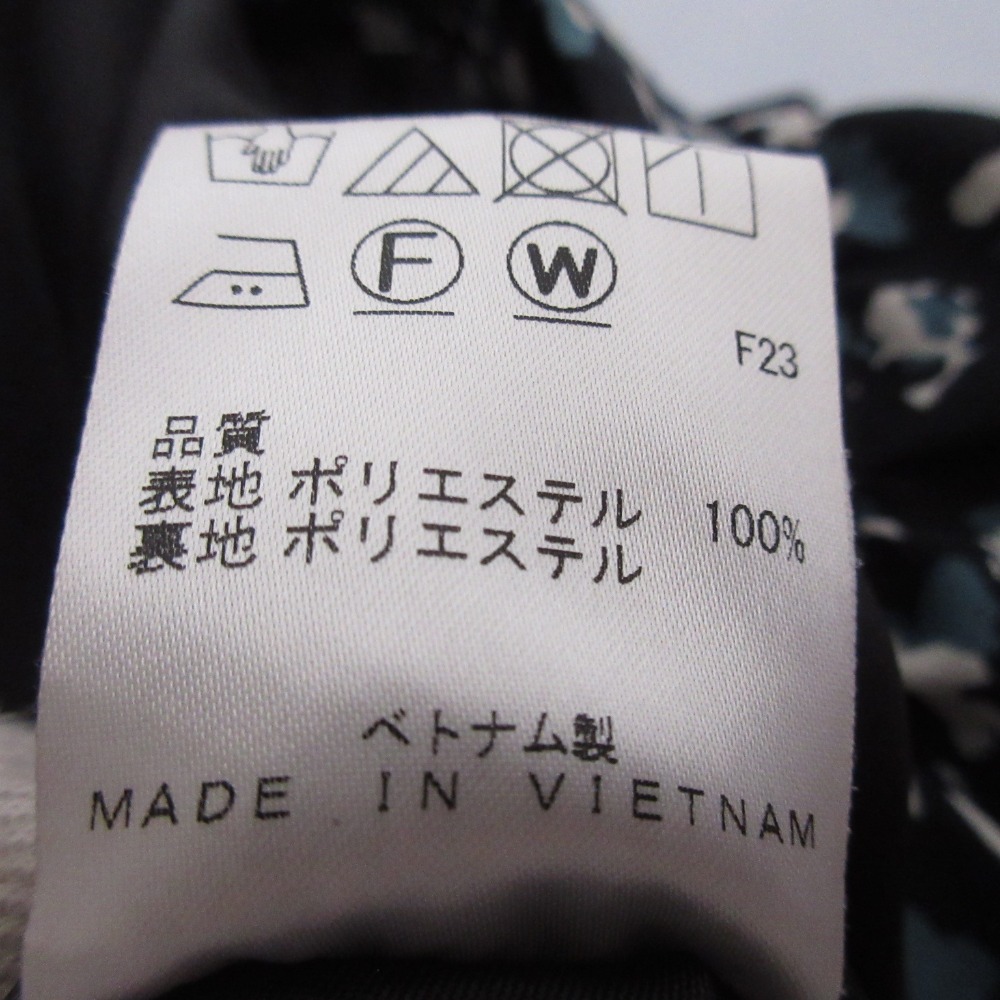 F W
F23
品質
表地 ポリエステル 100%
裏地 ポリエステル
ベトナム製
MADE IN VIETNAM